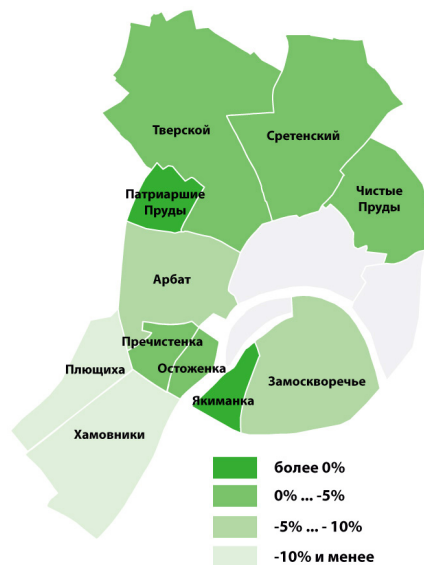 Тверской
Сретенский
Патриаршие
Пруды
Чистые
Пруды
Арбат
Пречистенка
Плющиха
Остоженка
Замоскворечье
Якиманка
Хамовники
более 0%
0% ... -5%
-5% ... - 10%
-10% и менее